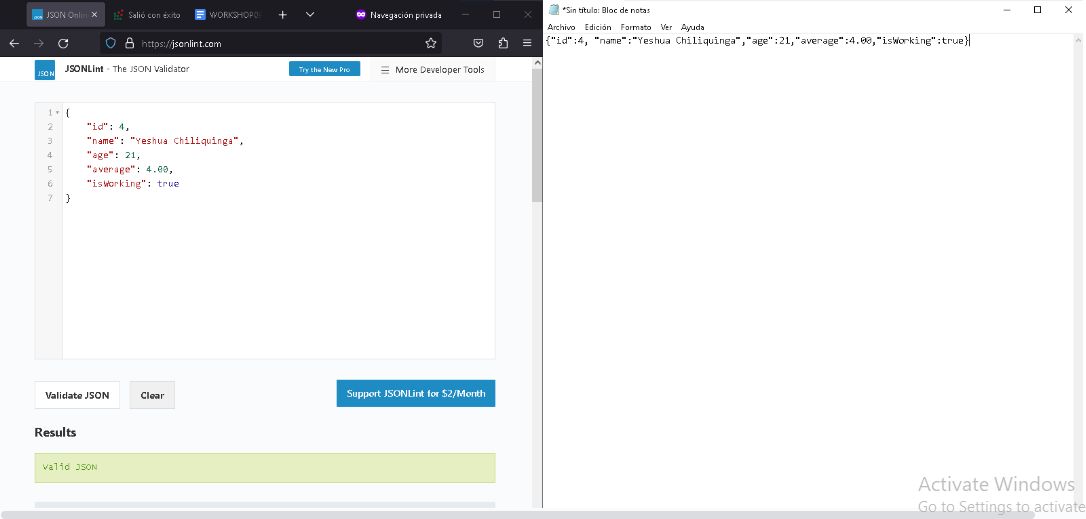 JSON Onlin
Salió con éxito
WORKSHOP0
Navegación privada
https://jsonlint.com
JSON
JSONLint - The JSON Validator
Try the New Pro
More Developer Tools
1 {
2 "id": 4,
3 "name": "Yeshua Chiliquinga",
4 "age": 21,
5 "average": 4.00,
6 "isWorking": true
7 }
Validate JSON
Clear
Support JSONLint for $2/Month
Results
Valid JSON
*Sin título: Bloc de notas
Archivo Edición Formato Ver Ayuda
{"id":4, "name":"Yeshua Chiliquinga","age":21,"average":4.00,"isWorking":true}
Activate Windows
Go to Settings to activate